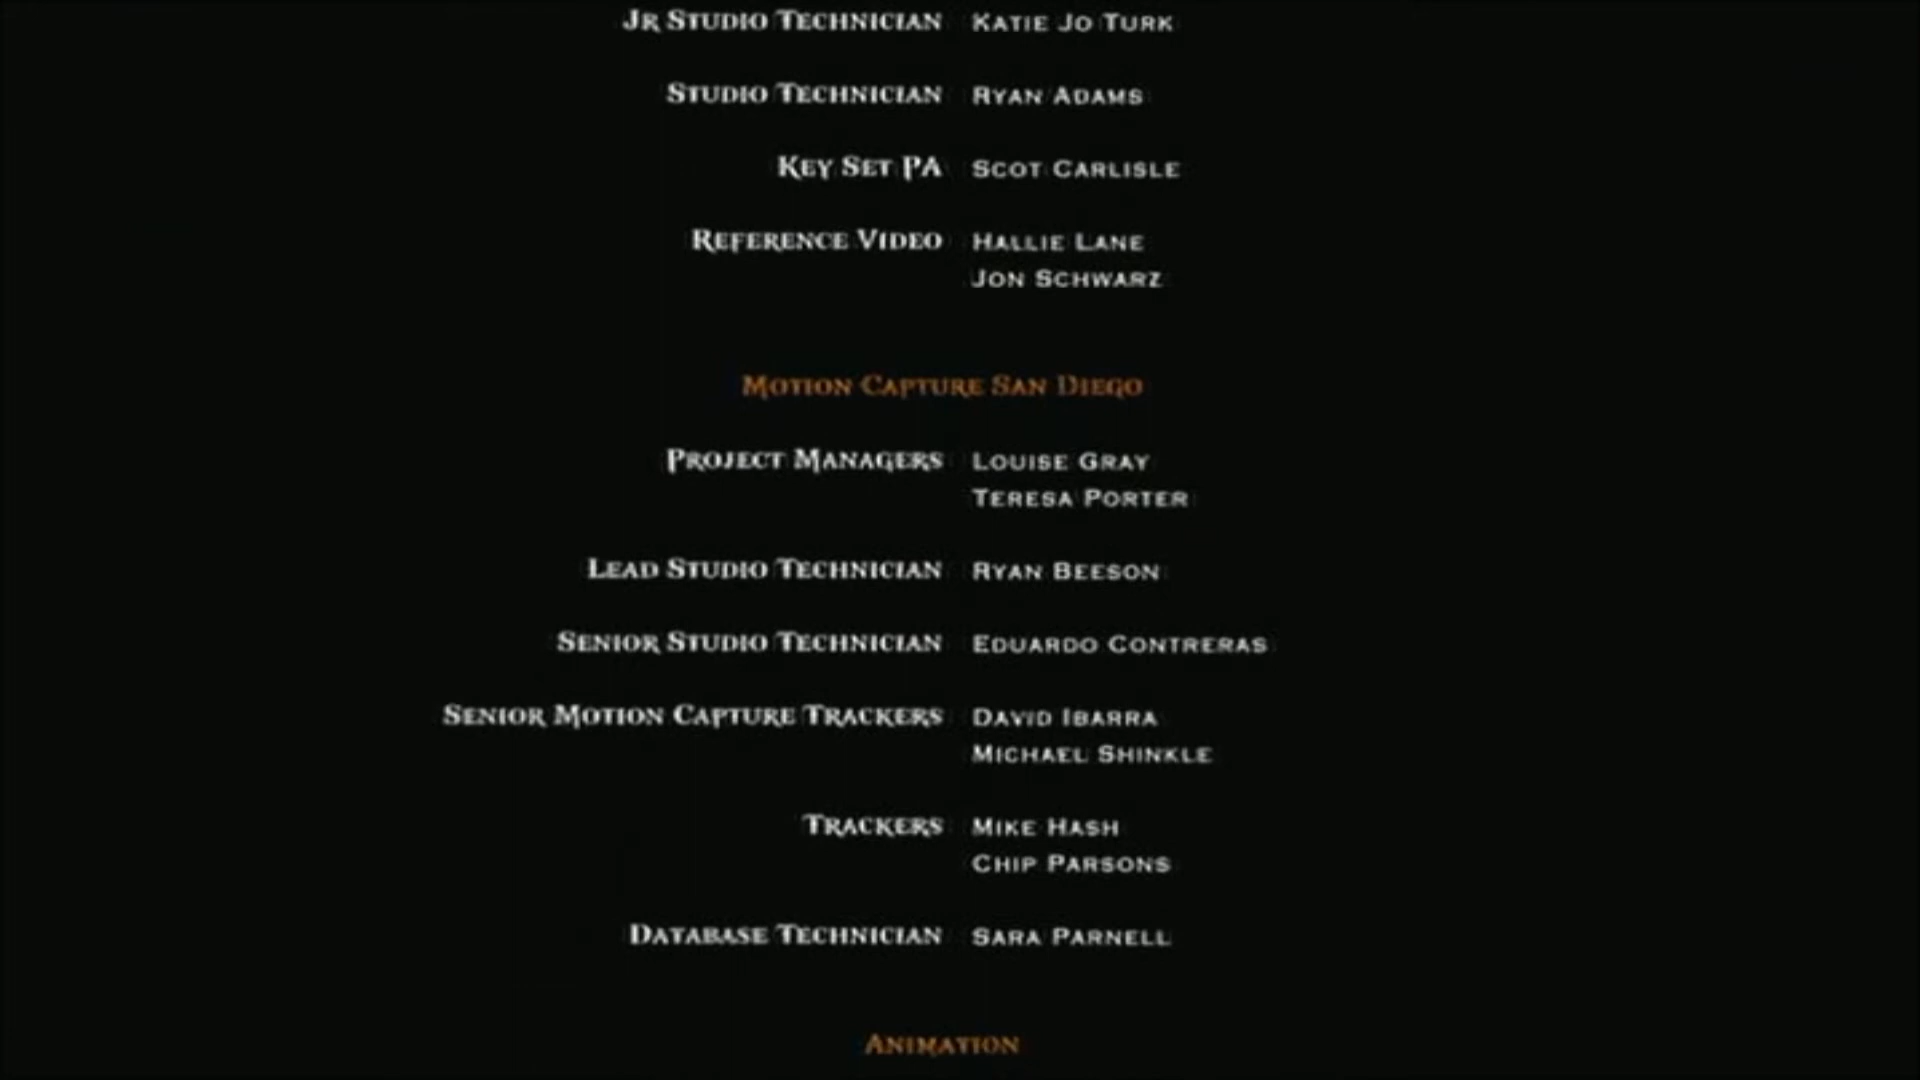 JR STUDIO TECHNICIAN KATIE JO TURK
STUDIO TECHNICIAN RYAN ADAMS
KEY SET PA SCOT CARLISLE
REFERENCE VIDEO HALLIE LANE
JON SCHWARZ
MOTION CAPTURE SAN DIEGO
PROJECT MANAGERS LOUISE GRAY
TERESA PORTER
LEAD STUDIO TECHNICIAN RYAN BEESON
SENIOR STUDIO TECHNICIAN EDUARDO CONTRERAS
SENIOR MOTION CAPTURE TRACKERS DAVID IBARRA
MICHAEL SHINKLE
TRACKERS MIKE HASH
CHIP PARSONS
DATABASE TECHNICIAN SARA PARNELL
ANIMATION